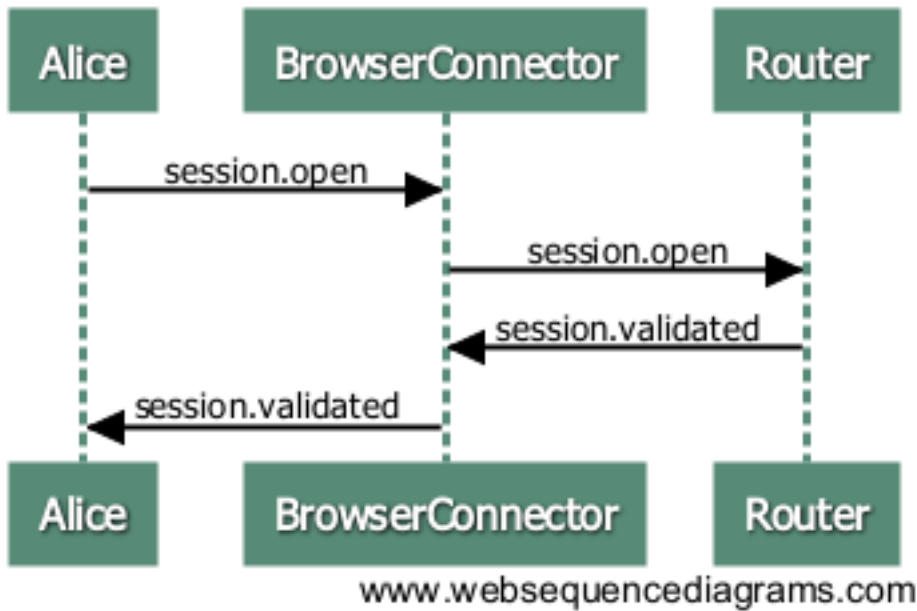 Alice BrowserConnector Router
session.open
session.open
session.validated
session.validated
Alice BrowserConnector Router
www.websequencediagrams.com